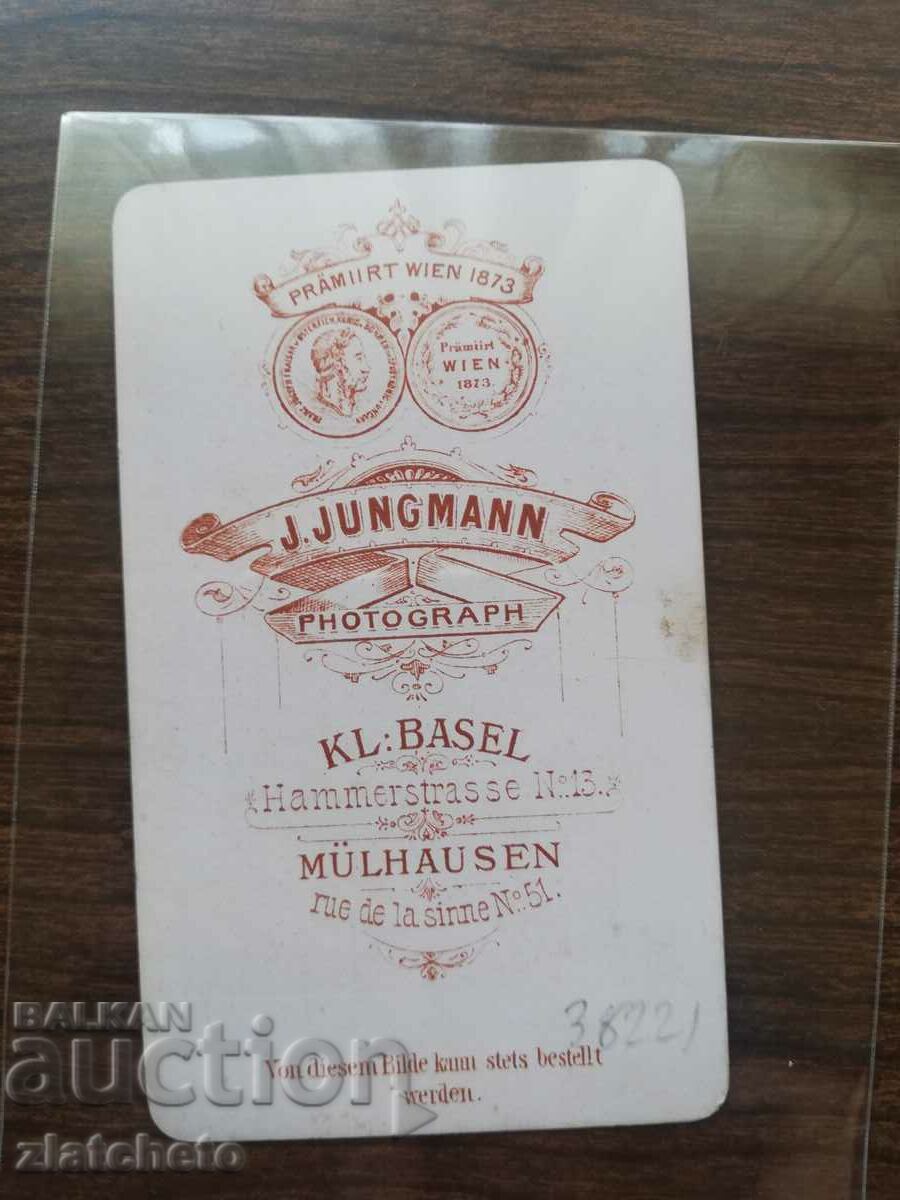 PRÄMIIRT WIEN 1873
Prämiirt
WIEN
1873.
J. JUNGMANN
PHOTOGRAPH
KL: BASEL
Hammerstrasse No: 13.
MÜLHAUSEN
rue de la sinne No: 51.
38221
Von diesem Bilde kann stets bestellt
werden.
BALKAN
auction
zlatcheto